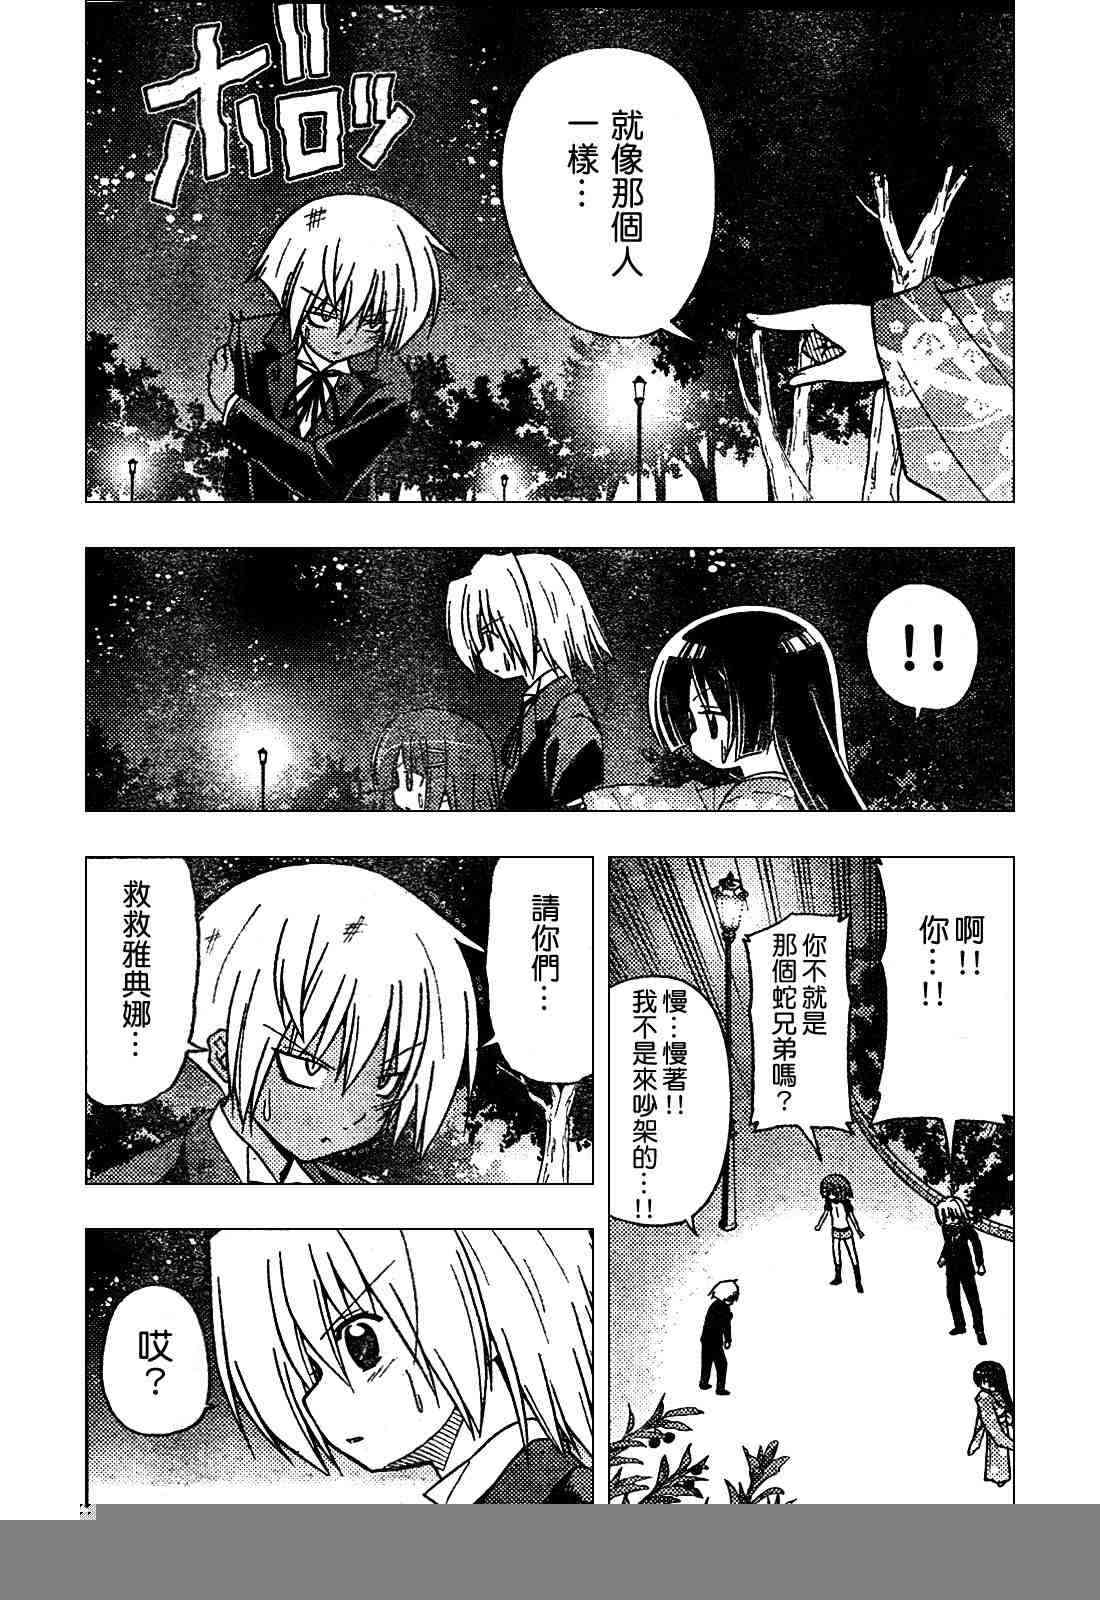 ボロッ
就像那個人
一樣…
!!
啊!!
你…!!
你不就是
那個蛇兄弟嗎?
慢…慢著!!
我不是來吵架的…!!
請你們…
救救雅典娜…
哎?